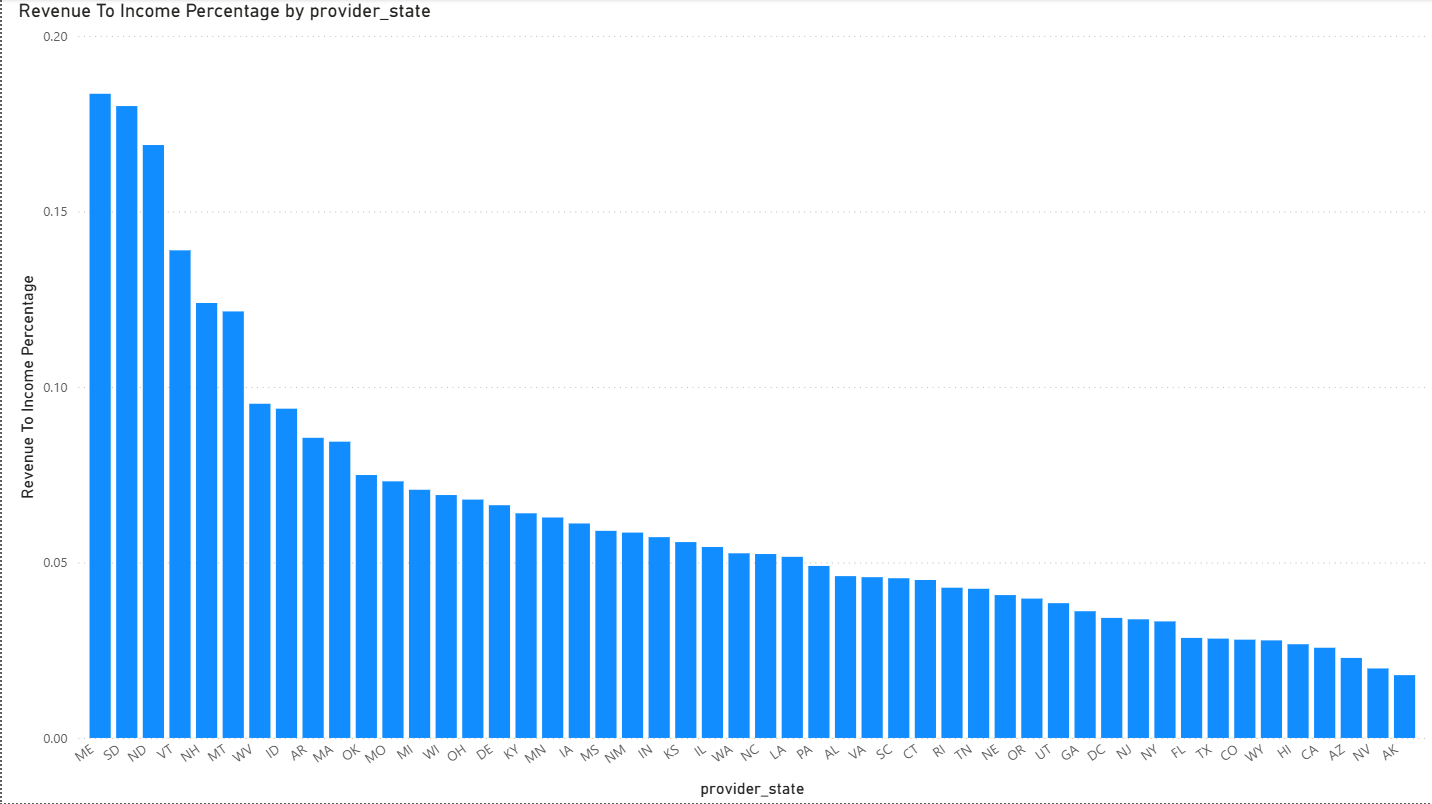 Revenue To Income Percentage by provider_state
0.20
0.15
0.10
0.05
0.00
Revenue To Income Percentage
ME SD ND VT NH MT WV ID AR MA OK MO MI WI OH DE KY MN IA MS NM IN KS IL WA NC LA PA AL VA SC CT RI TN NE OR UT GA DC NJ NY FL TX CO WY HI CA AZ NV AK
provider_state